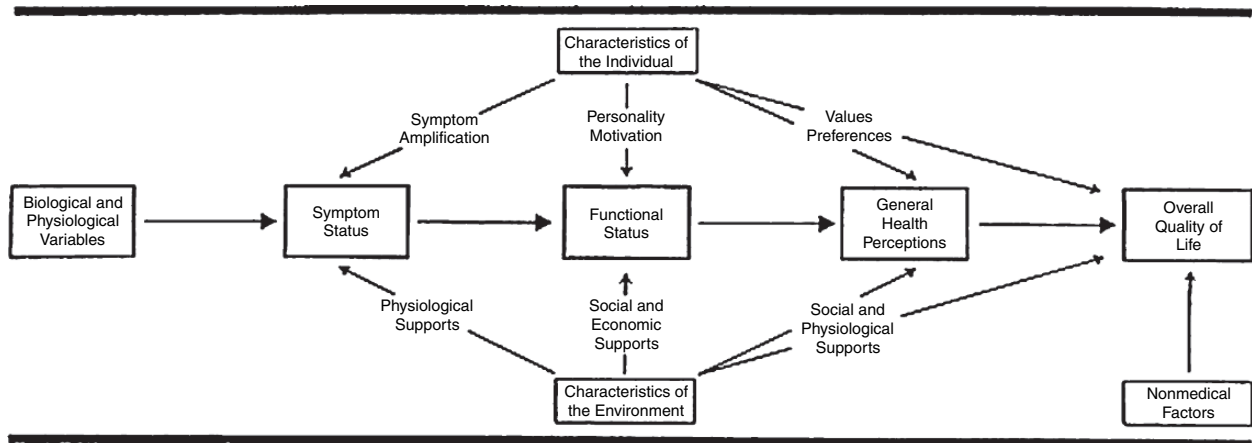 Characteristics of
the Individual
Symptom
Amplification
Personality
Motivation
Values
Preferences
Biological and
Physiological
Variables
Symptom
Status
Functional
Status
General
Health
Perceptions
Overall
Quality of
Life
Physiological
Supports
Social and
Economic
Supports
Social and
Physiological
Supports
Characteristics of
the Environment
Nonmedical
Factors